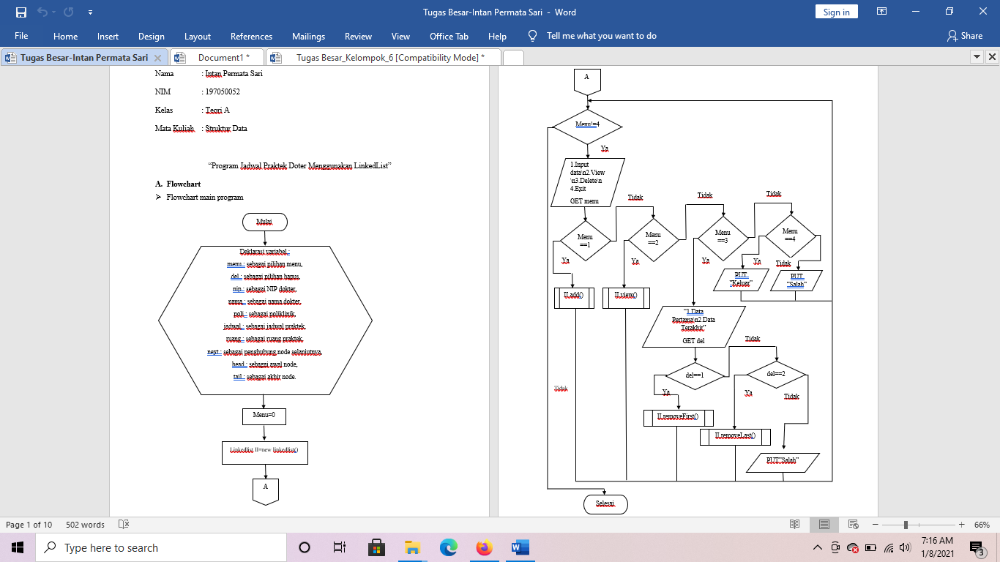 Tugas Besar-Intan Permata Sari - Word
Sign in
File Home Insert Design Layout References Mailings Review View Office Tab Help Tell me what you want to do
Share
Tugas Besar-Intan Permata Sari
Document1 *
Tugas Besar_Kelompok_6 [Compatibility Mode] *
Nama : Intan Permata Sari
NIM : 197050052
Kelas : Teori A
Mata Kuliah : Struktur Data
“Program Jadwal Praktek Doter Menggunakan LinkedList”
A. Flowchart
Flowchart main program
Mulai
Deklarasi variabel :
menu : sebagai pilihan menu,
del : sebagai pilihan hapus,
nip : sebagai NIP dokter,
nama : sebagai nama dokter,
poli : sebagai poliklinik,
jadwal : sebagai jadwal praktek,
ruang : sebagai ruang praktek,
next : sebagai penghubung node selanjutnya,
head : sebagai awal node,
tail : sebagai akhir node.
Menu=0
Linkedlist ll=new linkedlist()
A
A
Menu!=4
Ya
1.Input
data\n2.View
\n3.Delete\n
4.Exit
GET menu
Tidak
Tidak
Tidak
Menu
==1
Menu
==2
Menu
==3
Menu
==4
Ya
Ya
Ya
Ya
Tidak
PUT
"Keluar"
PUT
"Salah"
ll.add()
ll.view()
“1.Data
Pertama\n2.Data
Terakhir”
GET del
Tidak
del==1
del==2
Tidak
Ya
Ya
Tidak
ll.removeFirst()
ll.removeLast()
PUT"Salah"
Selesai
Page 1 of 10 502 words
66%
Type here to search
7:16 AM
1/8/2021
3